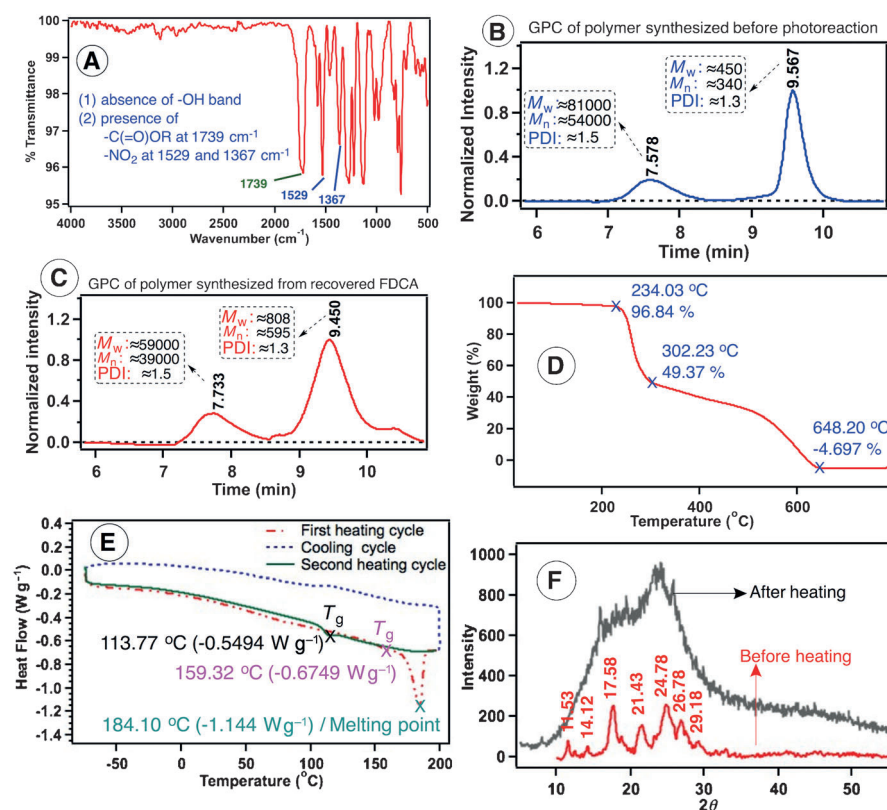 A
100
99
98
97
96
95
% Transmittance
(1) absence of -OH band
(2) presence of
-C(=O)OR at 1739 cm⁻¹
-NO₂ at 1529 and 1367 cm⁻¹
1739
1529
1367
4000
3000
2000
1000
500
Wavenumber (cm⁻¹)
B
GPC of polymer synthesized before photoreaction
Normalized Intensity
1.2
0.8
0.4
0.0
Mw: ≈81000
Mn: ≈54000
PDI: ≈1.5
7.578
Mw: ≈450
Mn: ≈340
PDI: ≈1.3
9.567
6
7
8
9
10
Time (min)
C
GPC of polymer synthesized from recovered FDCA
Normalized intensity
1.2
0.8
0.4
0.0
Mw: ≈59000
Mn: ≈39000
PDI: ≈1.5
7.733
Mw: ≈808
Mn: ≈595
PDI: ≈1.3
9.450
6
7
8
9
10
Time (min)
D
Weight (%)
100
80
60
40
20
0
234.03 °C
96.84 %
302.23 °C
49.37 %
648.20 °C
-4.697 %
200
400
600
Temperature (°C)
E
Heat Flow (W g⁻¹)
0.4
0.2
0.0
-0.2
-0.4
-0.6
-0.8
-1.0
-1.2
-1.4
First heating cycle
Cooling cycle
Second heating cycle
Tg
113.77 °C (-0.5494 W g⁻¹)
Tg
159.32 °C (-0.6749 W g⁻¹)
184.10 °C (-1.144 W g⁻¹) / Melting point
-50
0
50
100
150
200
Temperature (°C)
F
1000
800
600
400
200
0
After heating
Before heating
11.53
14.12
17.58
21.43
24.78
26.78
29.18
10
20
30
40
50
2θ